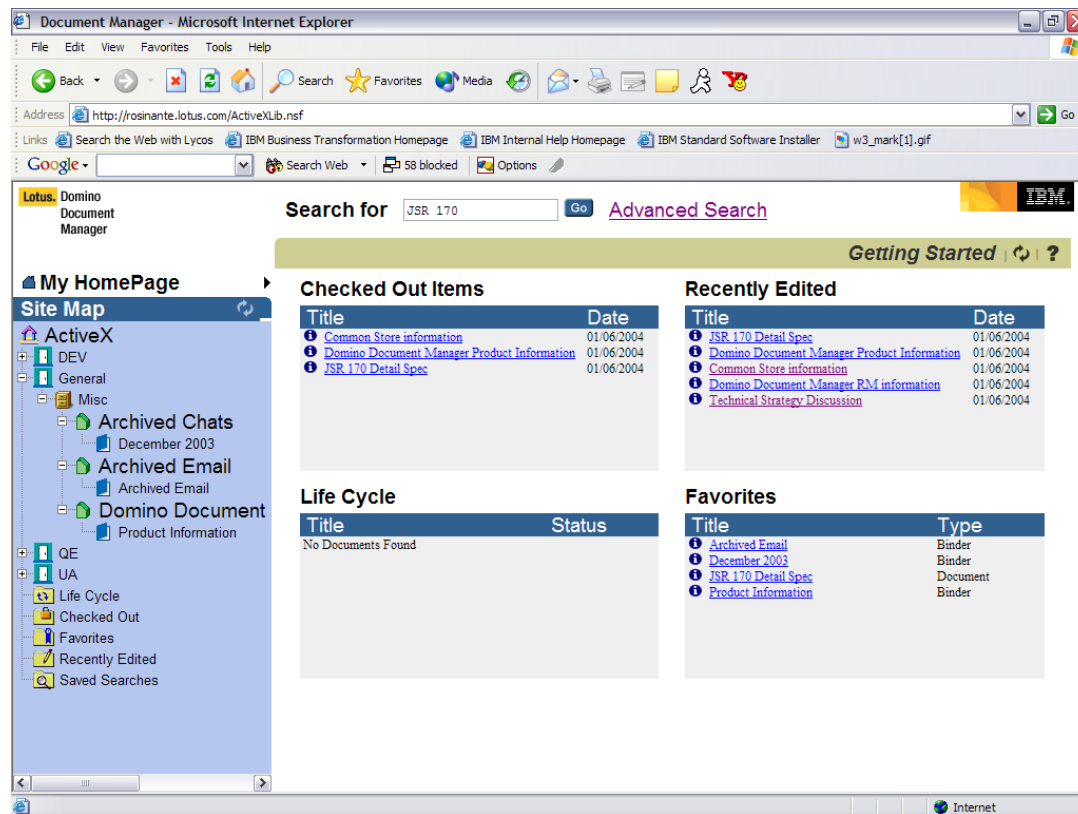 Document Manager - Microsoft Internet Explorer
File Edit View Favorites Tools Help
Back Search Favorites Media
Address http://rosinante.lotus.com/ActiveXLib.nsf Go
Links Search the Web with Lycos IBM Business Transformation Homepage IBM Internal Help Homepage IBM Standard Software Installer w3_mark[1].gif
Google Search Web 58 blocked Options
Lotus. Domino
Document
Manager
Search for JSR 170 Go Advanced Search
IBM.
Getting Started ?
My HomePage
Site Map
ActiveX
DEV
General
Misc
Archived Chats
December 2003
Archived Email
Archived Email
Domino Document
Product Information
QE
UA
Life Cycle
Checked Out
Favorites
Recently Edited
Saved Searches
Checked Out Items
Title Date
Common Store information 01/06/2004
Domino Document Manager Product Information 01/06/2004
JSR 170 Detail Spec 01/06/2004
Recently Edited
Title Date
JSR 170 Detail Spec 01/06/2004
Domino Document Manager Product Information 01/06/2004
Common Store information 01/06/2004
Domino Document Manager RM information 01/06/2004
Technical Strategy Discussion 01/06/2004
Life Cycle
Title Status
No Documents Found
Favorites
Title Type
Archived Email Binder
December 2003 Binder
JSR 170 Detail Spec Document
Product Information Binder
Internet